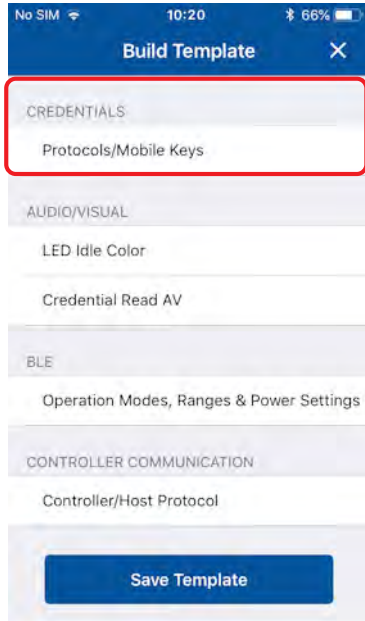 No SIM 10:20 66%
Build Template
CREDENTIALS
Protocols/Mobile Keys
AUDIO/VISUAL
LED Idle Color
Credential Read AV
BLE
Operation Modes, Ranges & Power Settings
CONTROLLER COMMUNICATION
Controller/Host Protocol
Save Template